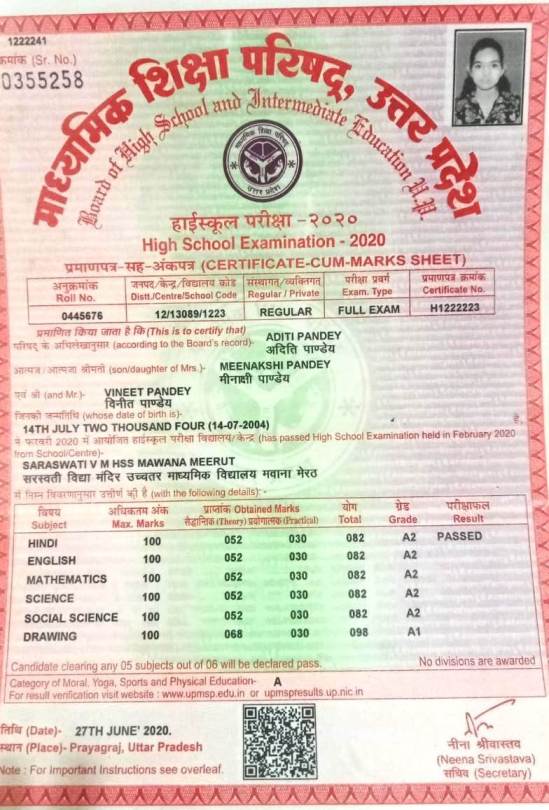 1222241
क्रमांक (Sr. No.)
0355258
माध्यमिक शिक्षा परिषद्, उत्तर प्रदेश
Board of High School and Intermediate Education U.P.
माध्यमिक शिक्षा परिषद्
उत्तर प्रदेश
हाईस्कूल परीक्षा -२०२०
High School Examination - 2020
प्रमाणपत्र-सह-अंकपत्र (CERTIFICATE-CUM-MARKS SHEET)
अनुक्रमांक जनपद/केन्द्र/विद्यालय कोड संस्थागत/व्यक्तिगत परीक्षा प्रवर्ग प्रमाणपत्र क्रमांक
Roll No. Distt./Centre/School Code Regular / Private Exam. Type Certificate No.
0445676 12/13089/1223 REGULAR FULL EXAM H1222223
प्रमाणित किया जाता है कि (This is to certify that)
ADITI PANDEY
परिषद् के अभिलेखानुसार (according to the Board's record)- अदिति पाण्डेय
MEENAKSHI PANDEY
आत्मज / आत्मजा श्रीमती (son/daughter of Mrs.)- मीनाक्षी पाण्डेय
VINEET PANDEY
एवं श्री (and Mr.)- विनीत पाण्डेय
जिनकी जन्मतिथि (whose date of birth is)-
14TH JULY TWO THOUSAND FOUR (14-07-2004) है,
ने फरवरी 2020 में आयोजित हाईस्कूल परीक्षा विद्यालय/केन्द्र (has passed High School Examination held in February 2020
from School/Centre)-
SARASWATI V M HSS MAWANA MEERUT
सरस्वती विद्या मंदिर उच्चतर माध्यमिक विद्यालय मवाना मेरठ
में निम्न विवरणानुसार उत्तीर्ण की है (with the following details): -
विषय अधिकतम अंक प्राप्तांक Obtained Marks योग ग्रेड परीक्षाफल
Subject Max. Marks सैद्धान्तिक (Theory) प्रयोगात्मक (Practical) Total Grade Result
HINDI 100 052 030 082 A2 PASSED
ENGLISH 100 052 030 082 A2
MATHEMATICS 100 052 030 082 A2
SCIENCE 100 052 030 082 A2
SOCIAL SCIENCE 100 052 030 082 A2
DRAWING 100 068 030 098 A1
Candidate clearing any 05 subjects out of 06 will be declared pass. No divisions are awarded
Category of Moral, Yoga, Sports and Physical Education- A
For result verification visit website : www.upmsp.edu.in or upmspresults.up.nic.in
तिथि (Date)- 27TH JUNE' 2020.
स्थान (Place)- Prayagraj, Uttar Pradesh
Note : For Important Instructions see overleaf.
नीना श्रीवास्तव
(Neena Srivastava)
सचिव (Secretary)